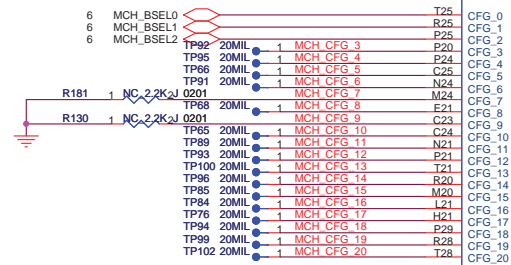 6 MCH_BSEL0 T25 CFG_0
6 MCH_BSEL1 R25 CFG_1
6 MCH_BSEL2 P25 CFG_2
TP92 20MIL 1 MCH_CFG_3 P20 CFG_3
TP95 20MIL 1 MCH_CFG_4 P24 CFG_4
TP66 20MIL 1 MCH_CFG_5 C25 CFG_5
TP91 20MIL 1 MCH_CFG_6 N24 CFG_6
R181 1 NC_2.2K_J 2 0201 MCH_CFG_7 M24 CFG_7
TP68 20MIL 1 MCH_CFG_8 E21 CFG_8
R130 1 NC_2.2K_J 2 0201 MCH_CFG_9 C23 CFG_9
TP65 20MIL 1 MCH_CFG_10 C24 CFG_10
TP89 20MIL 1 MCH_CFG_11 N21 CFG_11
TP93 20MIL 1 MCH_CFG_12 P21 CFG_12
TP100 20MIL 1 MCH_CFG_13 T21 CFG_13
TP96 20MIL 1 MCH_CFG_14 R20 CFG_14
TP85 20MIL 1 MCH_CFG_15 M20 CFG_15
TP84 20MIL 1 MCH_CFG_16 L21 CFG_16
TP76 20MIL 1 MCH_CFG_17 H21 CFG_17
TP94 20MIL 1 MCH_CFG_18 P29 CFG_18
TP99 20MIL 1 MCH_CFG_19 R28 CFG_19
TP102 20MIL 1 MCH_CFG_20 T28 CFG_20